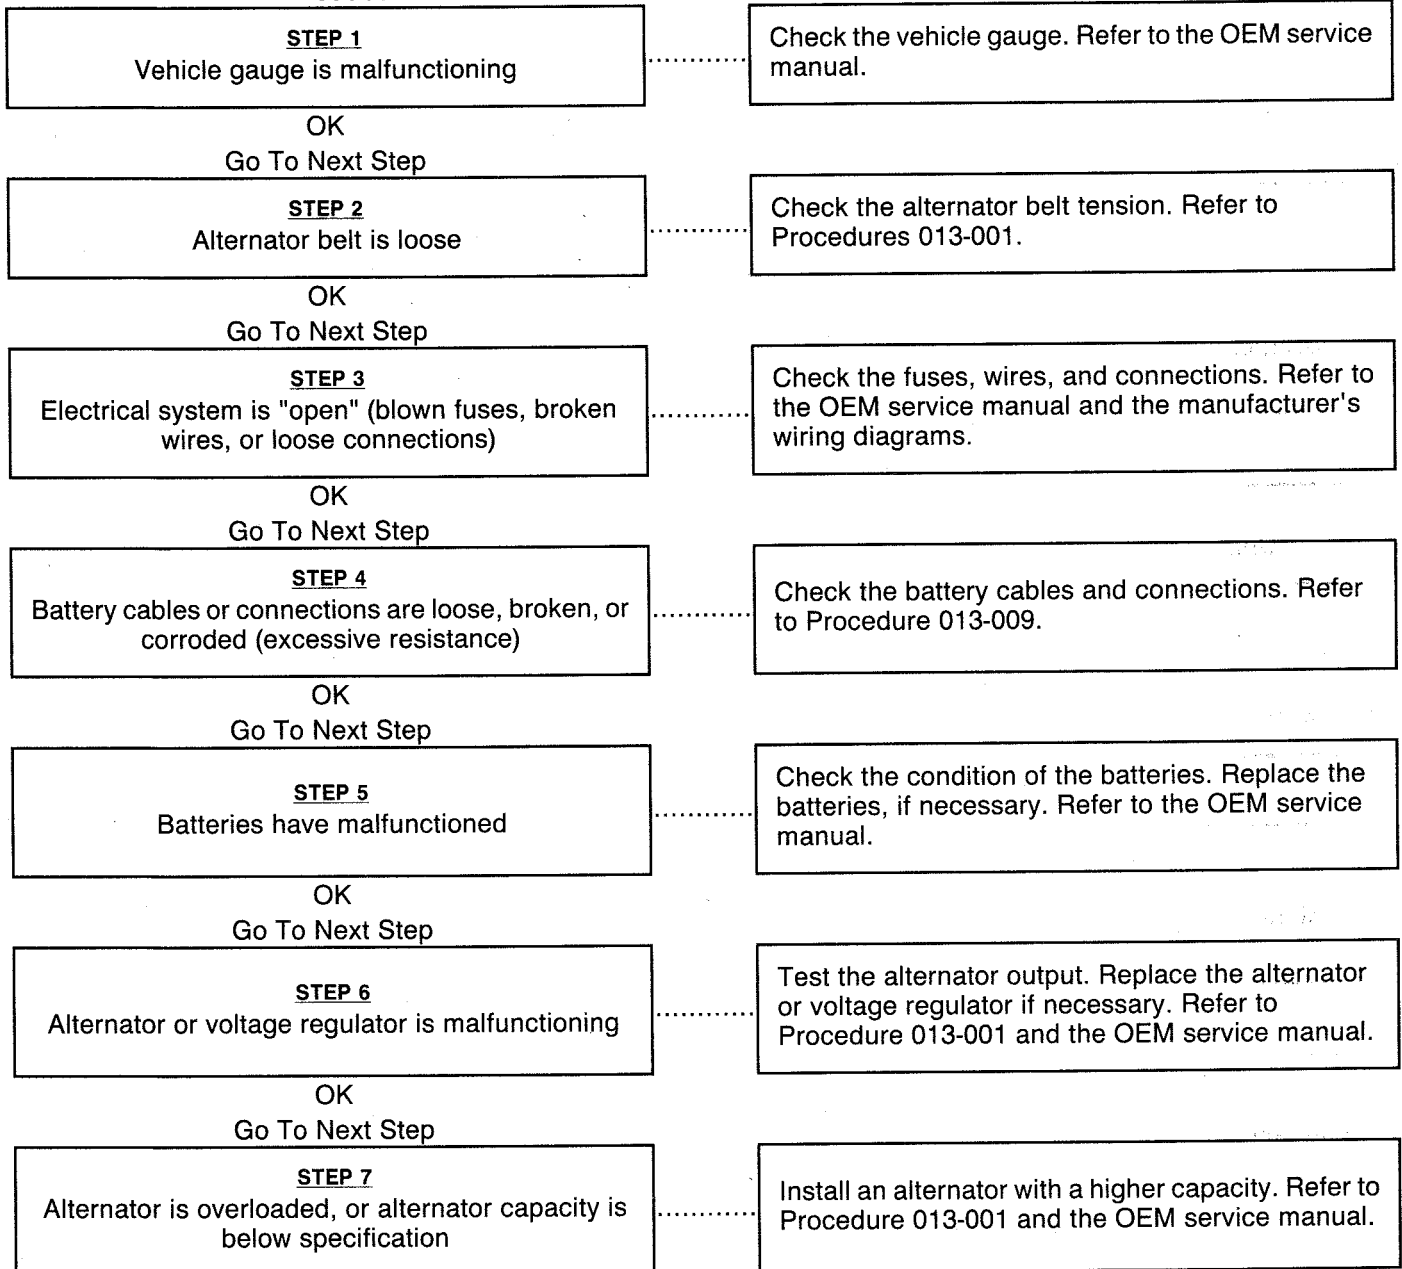 STEP 1
Vehicle gauge is malfunctioning
Check the vehicle gauge. Refer to the OEM service
manual.
OK
Go To Next Step
STEP 2
Alternator belt is loose
Check the alternator belt tension. Refer to
Procedures 013-001.
OK
Go To Next Step
STEP 3
Electrical system is "open" (blown fuses, broken
wires, or loose connections)
Check the fuses, wires, and connections. Refer to
the OEM service manual and the manufacturer's
wiring diagrams.
OK
Go To Next Step
STEP 4
Battery cables or connections are loose, broken, or
corroded (excessive resistance)
Check the battery cables and connections. Refer
to Procedure 013-009.
OK
Go To Next Step
STEP 5
Batteries have malfunctioned
Check the condition of the batteries. Replace the
batteries, if necessary. Refer to the OEM service
manual.
OK
Go To Next Step
STEP 6
Alternator or voltage regulator is malfunctioning
Test the alternator output. Replace the alternator
or voltage regulator if necessary. Refer to
Procedure 013-001 and the OEM service manual.
OK
Go To Next Step
STEP 7
Alternator is overloaded, or alternator capacity is
below specification
Install an alternator with a higher capacity. Refer to
Procedure 013-001 and the OEM service manual.